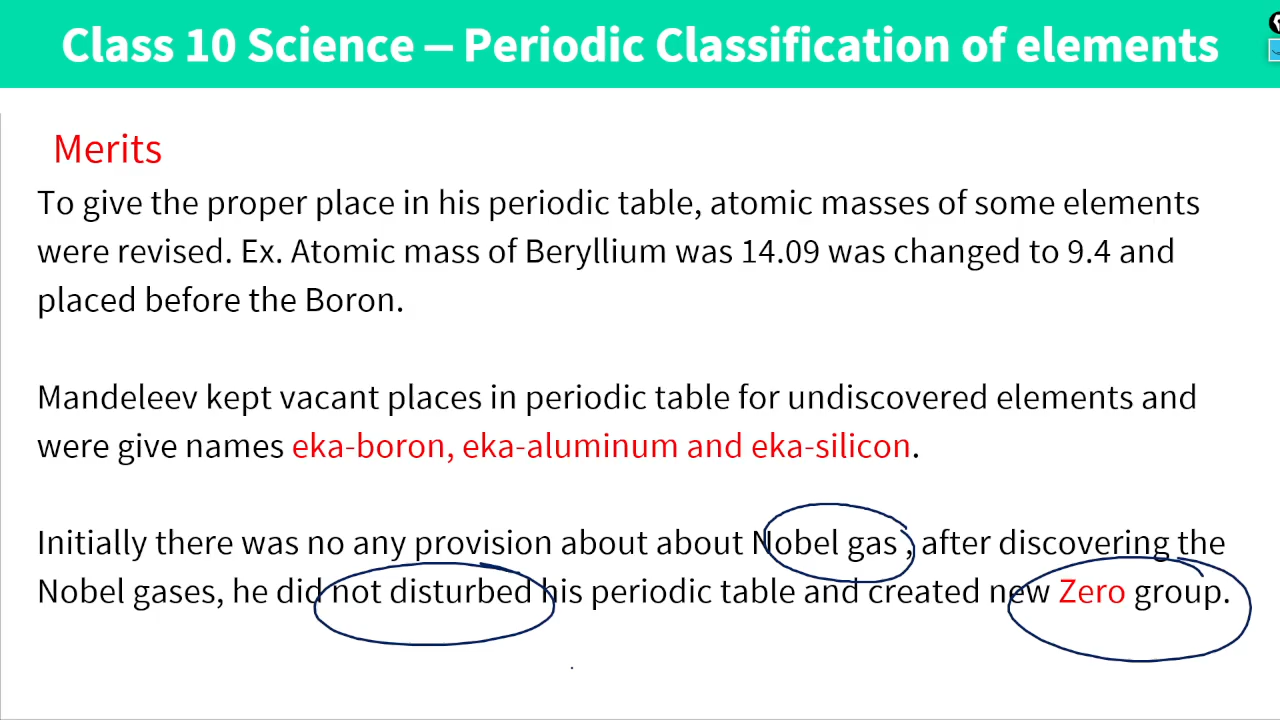 Class 10 Science – Periodic Classification of elements
Merits
To give the proper place in his periodic table, atomic masses of some elements
were revised. Ex. Atomic mass of Beryllium was 14.09 was changed to 9.4 and
placed before the Boron.
Mandeleev kept vacant places in periodic table for undiscovered elements and
were give names eka-boron, eka-aluminum and eka-silicon.
Initially there was no any provision about about Nobel gas , after discovering the
Nobel gases, he did not disturbed his periodic table and created new Zero group.